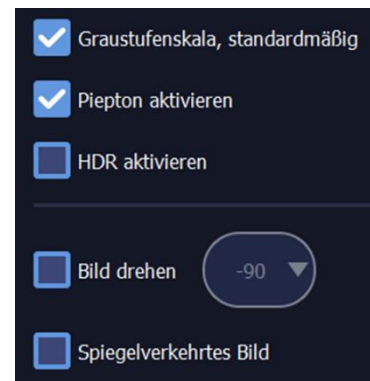 Graustufenskala, standardmäßig
Piepton aktivieren
HDR aktivieren
Bild drehen -90
Spiegelverkehrtes Bild